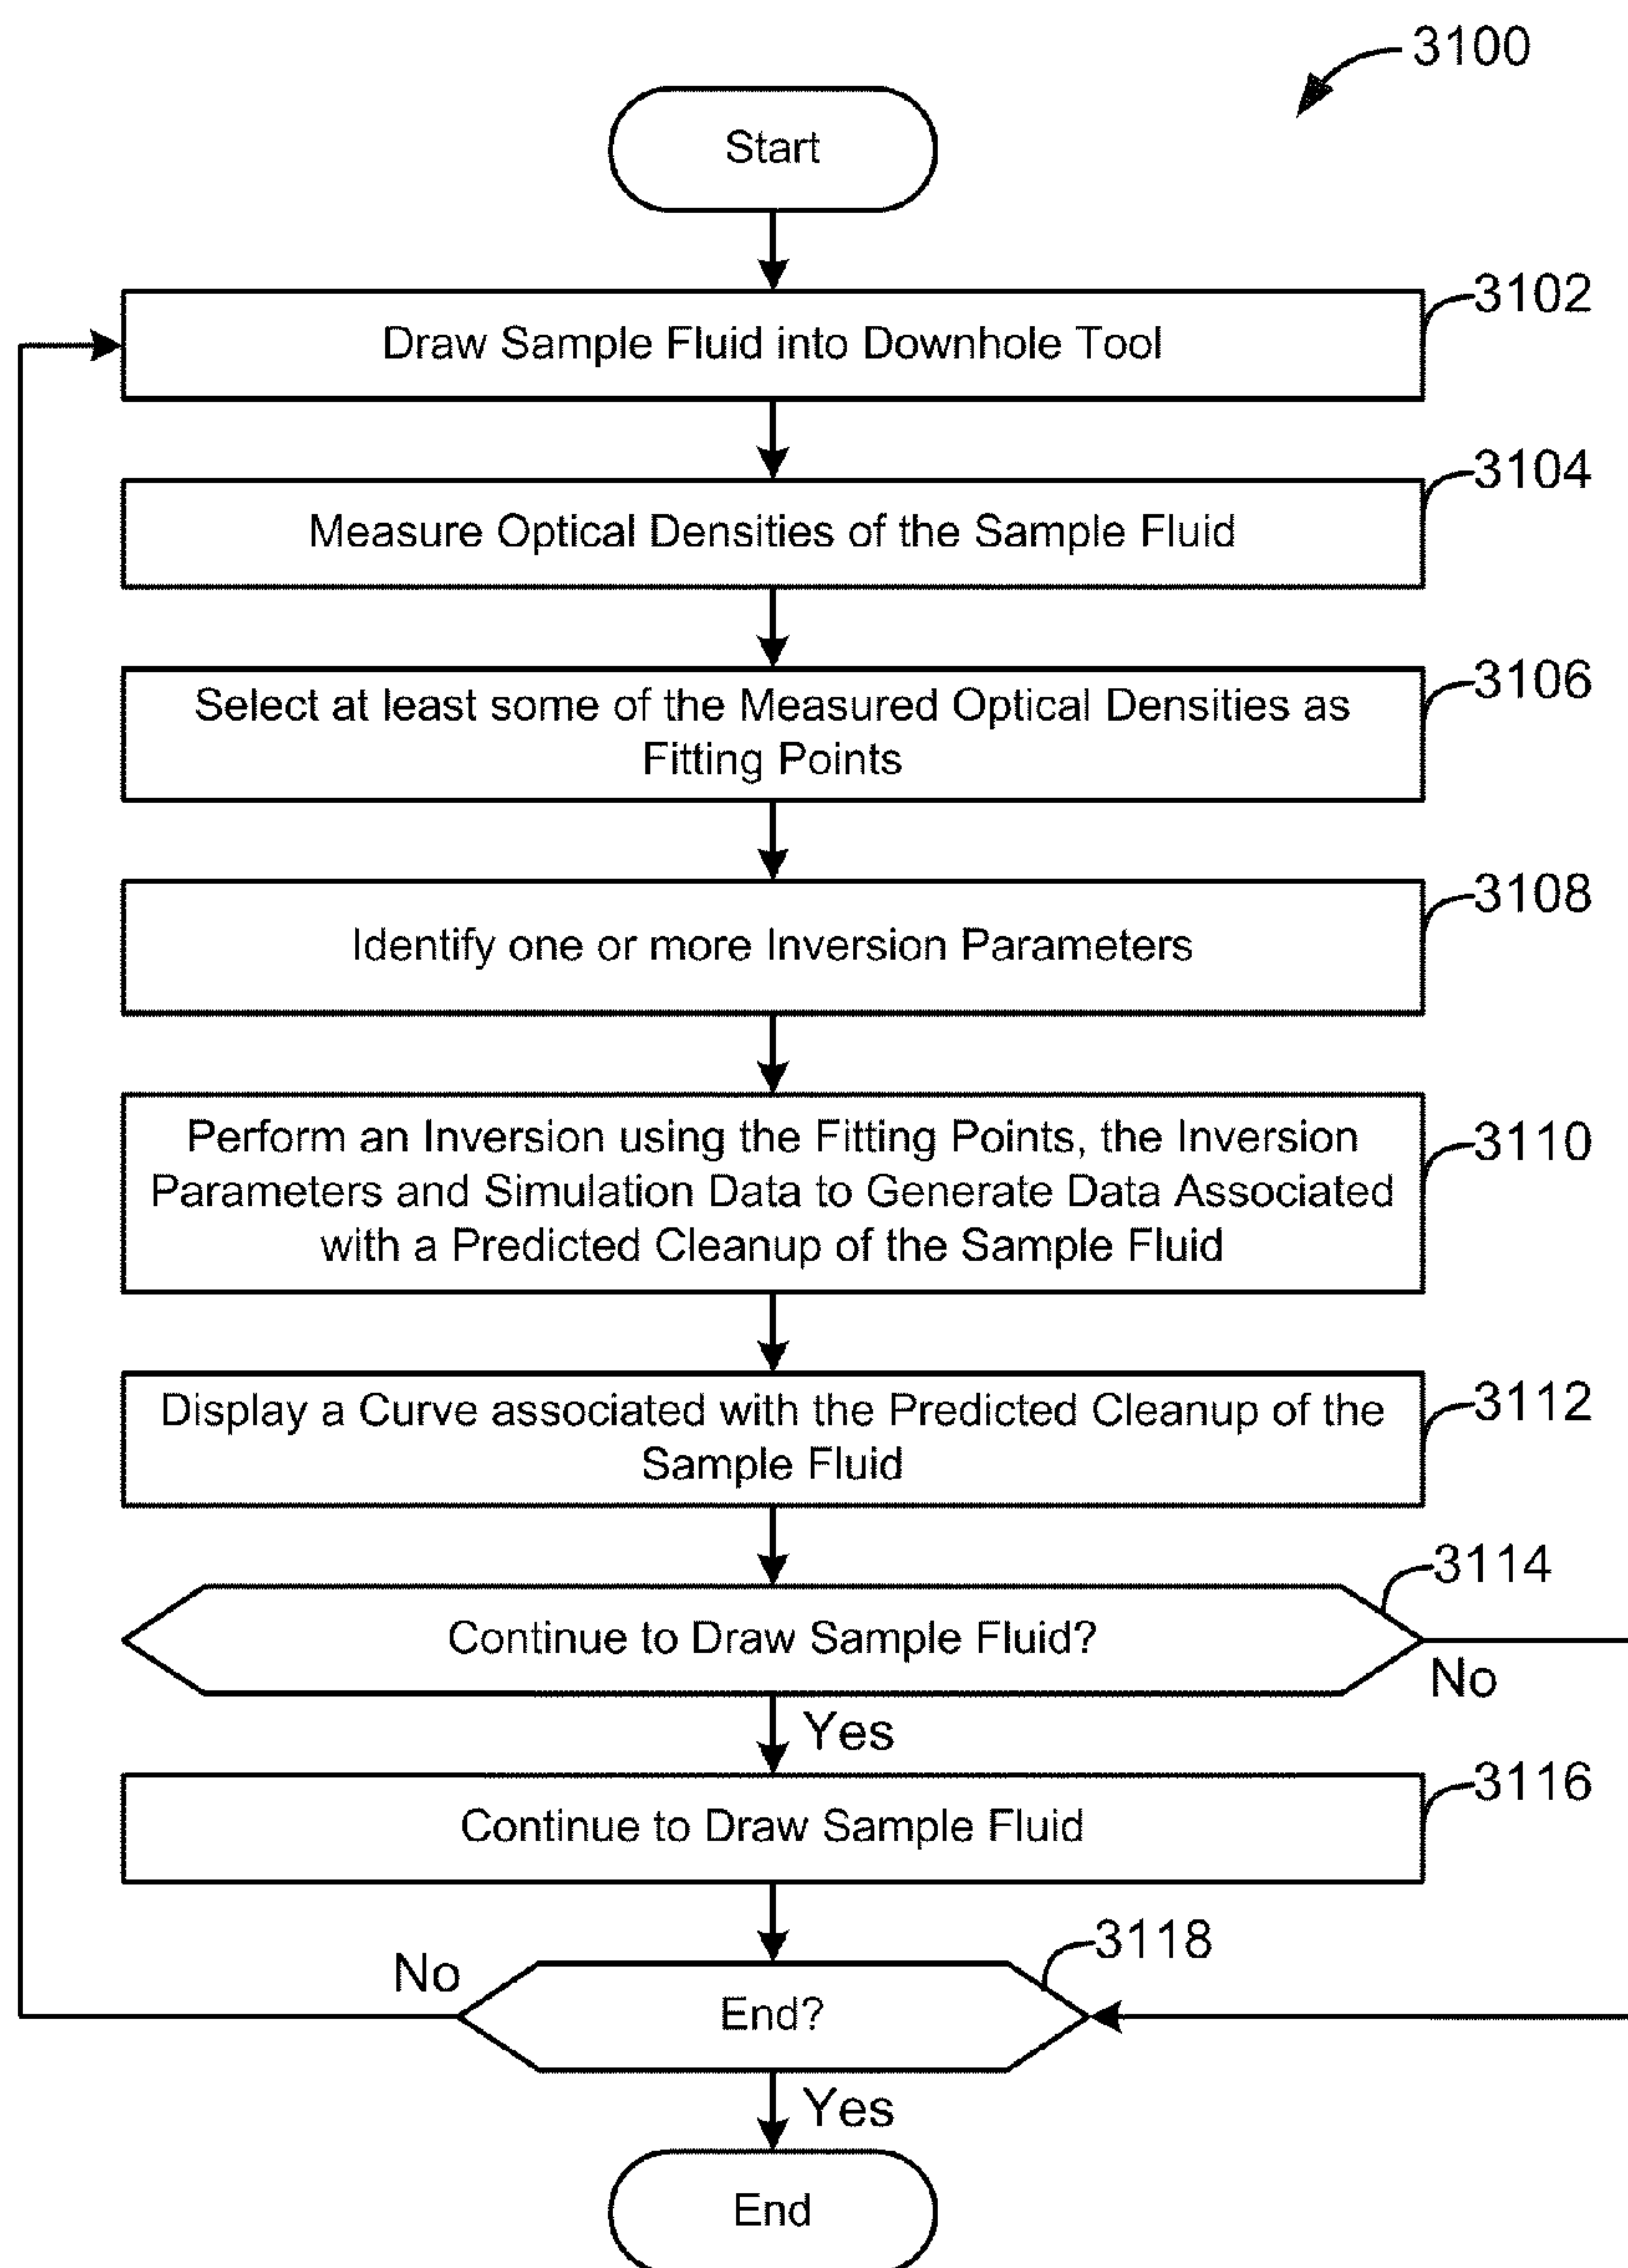 3100
Start
3102
Draw Sample Fluid into Downhole Tool
3104
Measure Optical Densities of the Sample Fluid
3106
Select at least some of the Measured Optical Densities as
Fitting Points
3108
Identify one or more Inversion Parameters
3110
Perform an Inversion using the Fitting Points, the Inversion
Parameters and Simulation Data to Generate Data Associated
with a Predicted Cleanup of the Sample Fluid
3112
Display a Curve associated with the Predicted Cleanup of the
Sample Fluid
3114
Continue to Draw Sample Fluid?
No
Yes
3116
Continue to Draw Sample Fluid
3118
No
End?
Yes
End